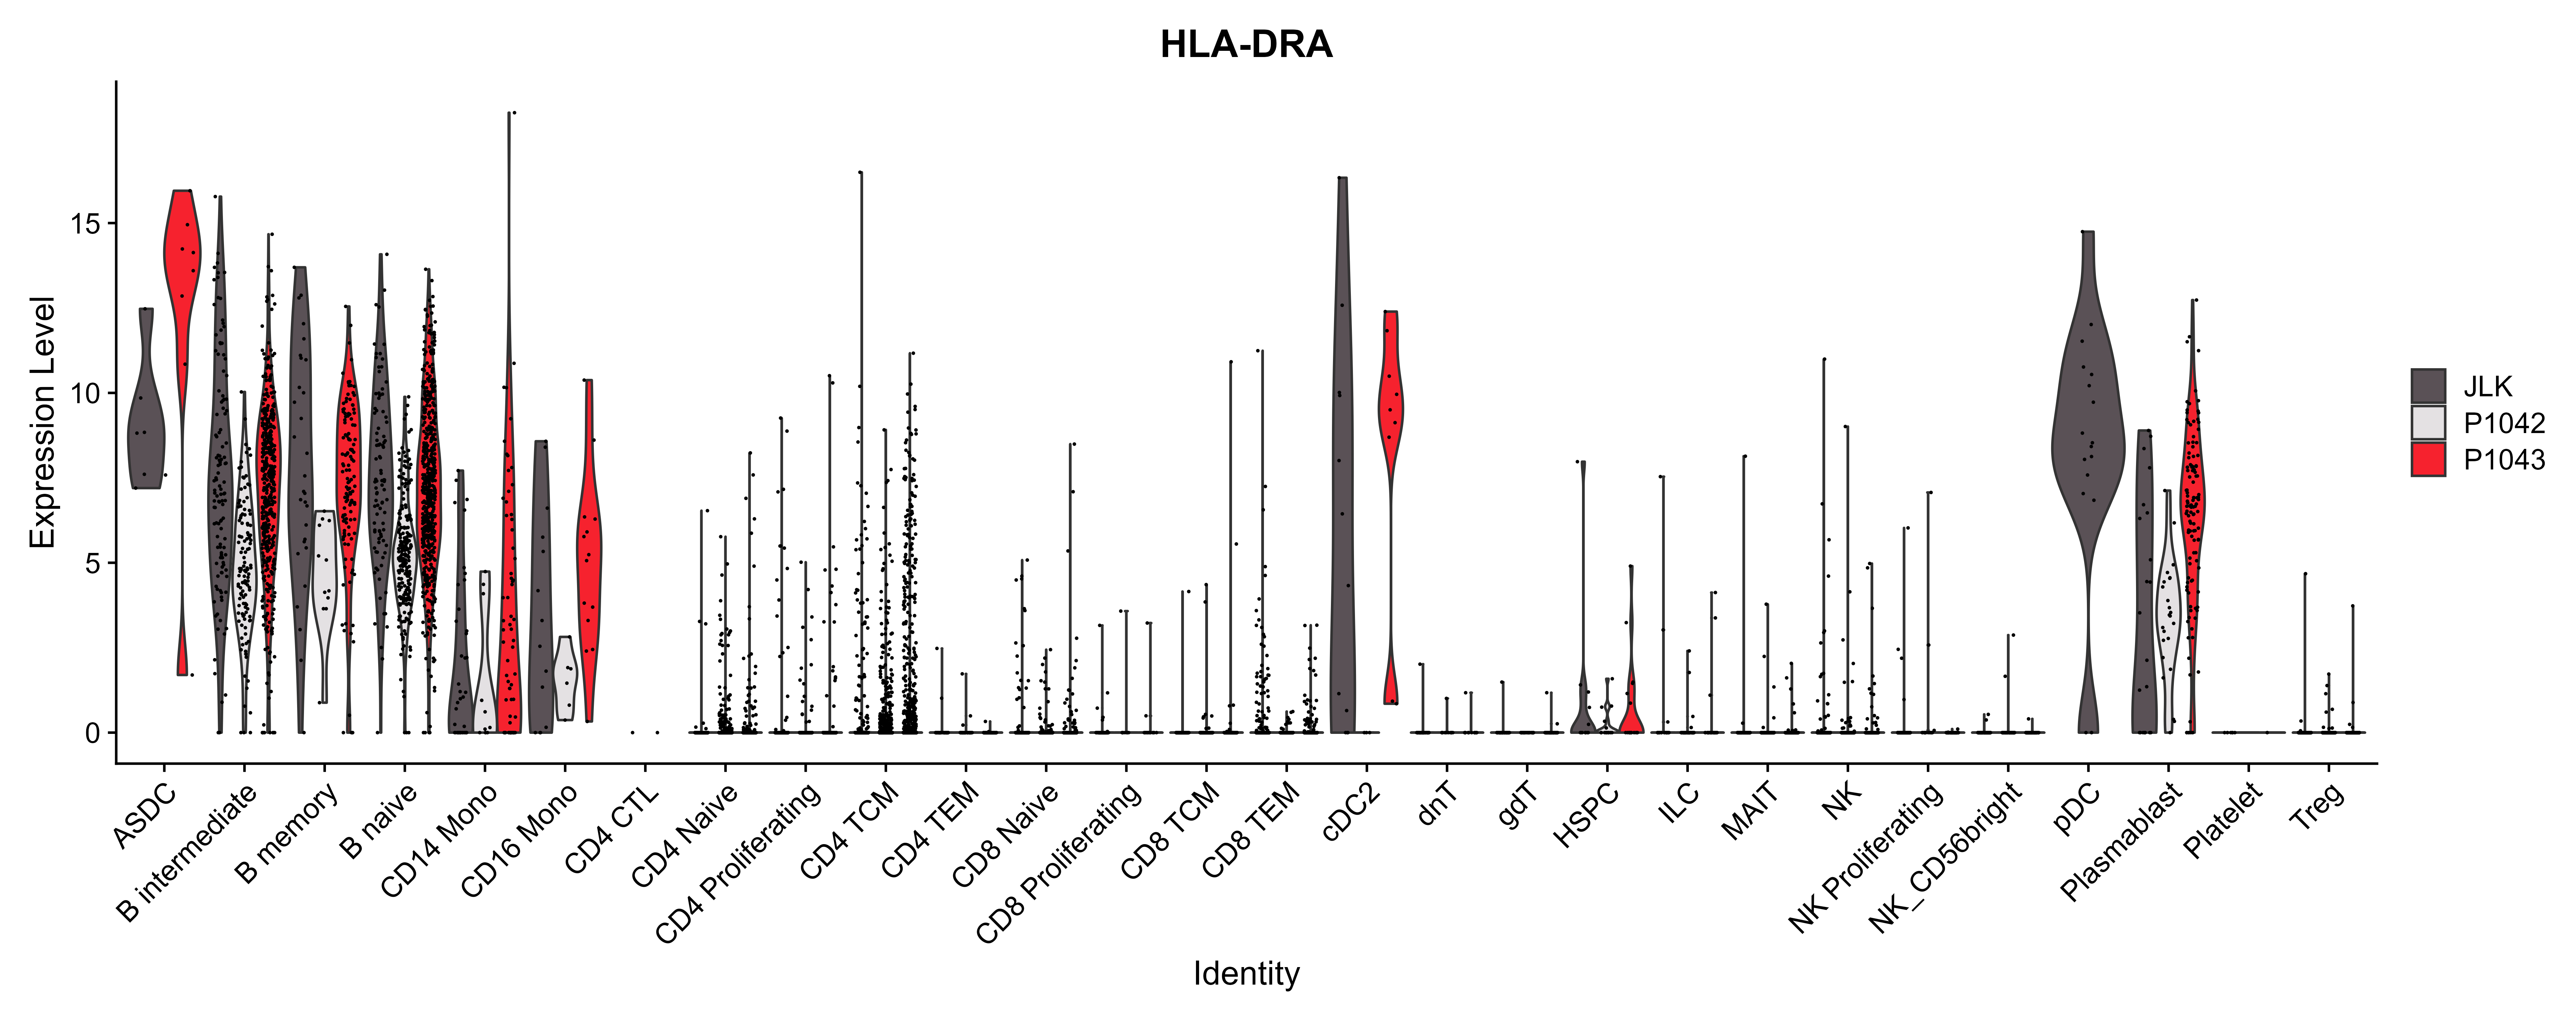 HLA-DRA
Expression Level
15
10
5
0
ASDC
B intermediate
B memory
B naive
CD14 Mono
CD16 Mono
CD4 CTL
CD4 Naive
CD4 Proliferating
CD4 TCM
CD4 TEM
CD8 Naive
CD8 Proliferating
CD8 TCM
CD8 TEM
cDC2
dnT
gdT
HSPC
ILC
MAIT
NK
NK Proliferating
NK_CD56bright
pDC
Plasmablast
Platelet
Treg
Identity
JLK
P1042
P1043